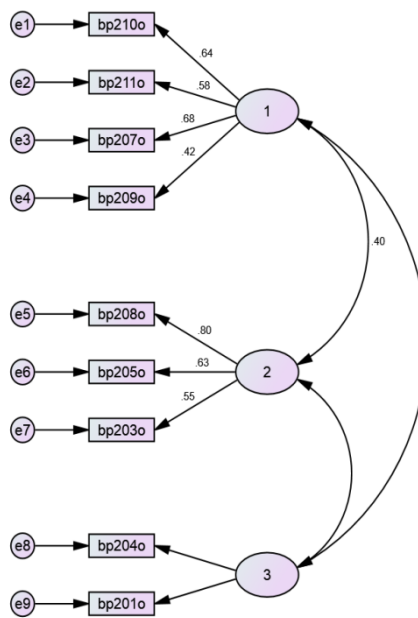 e1
bp210o
.64
e2
bp211o
.58
e3
bp207o
.68
1
e4
bp209o
.42
.40
e5
bp208o
.80
e6
bp205o
.63
2
e7
bp203o
.55
e8
bp204o
3
e9
bp201o